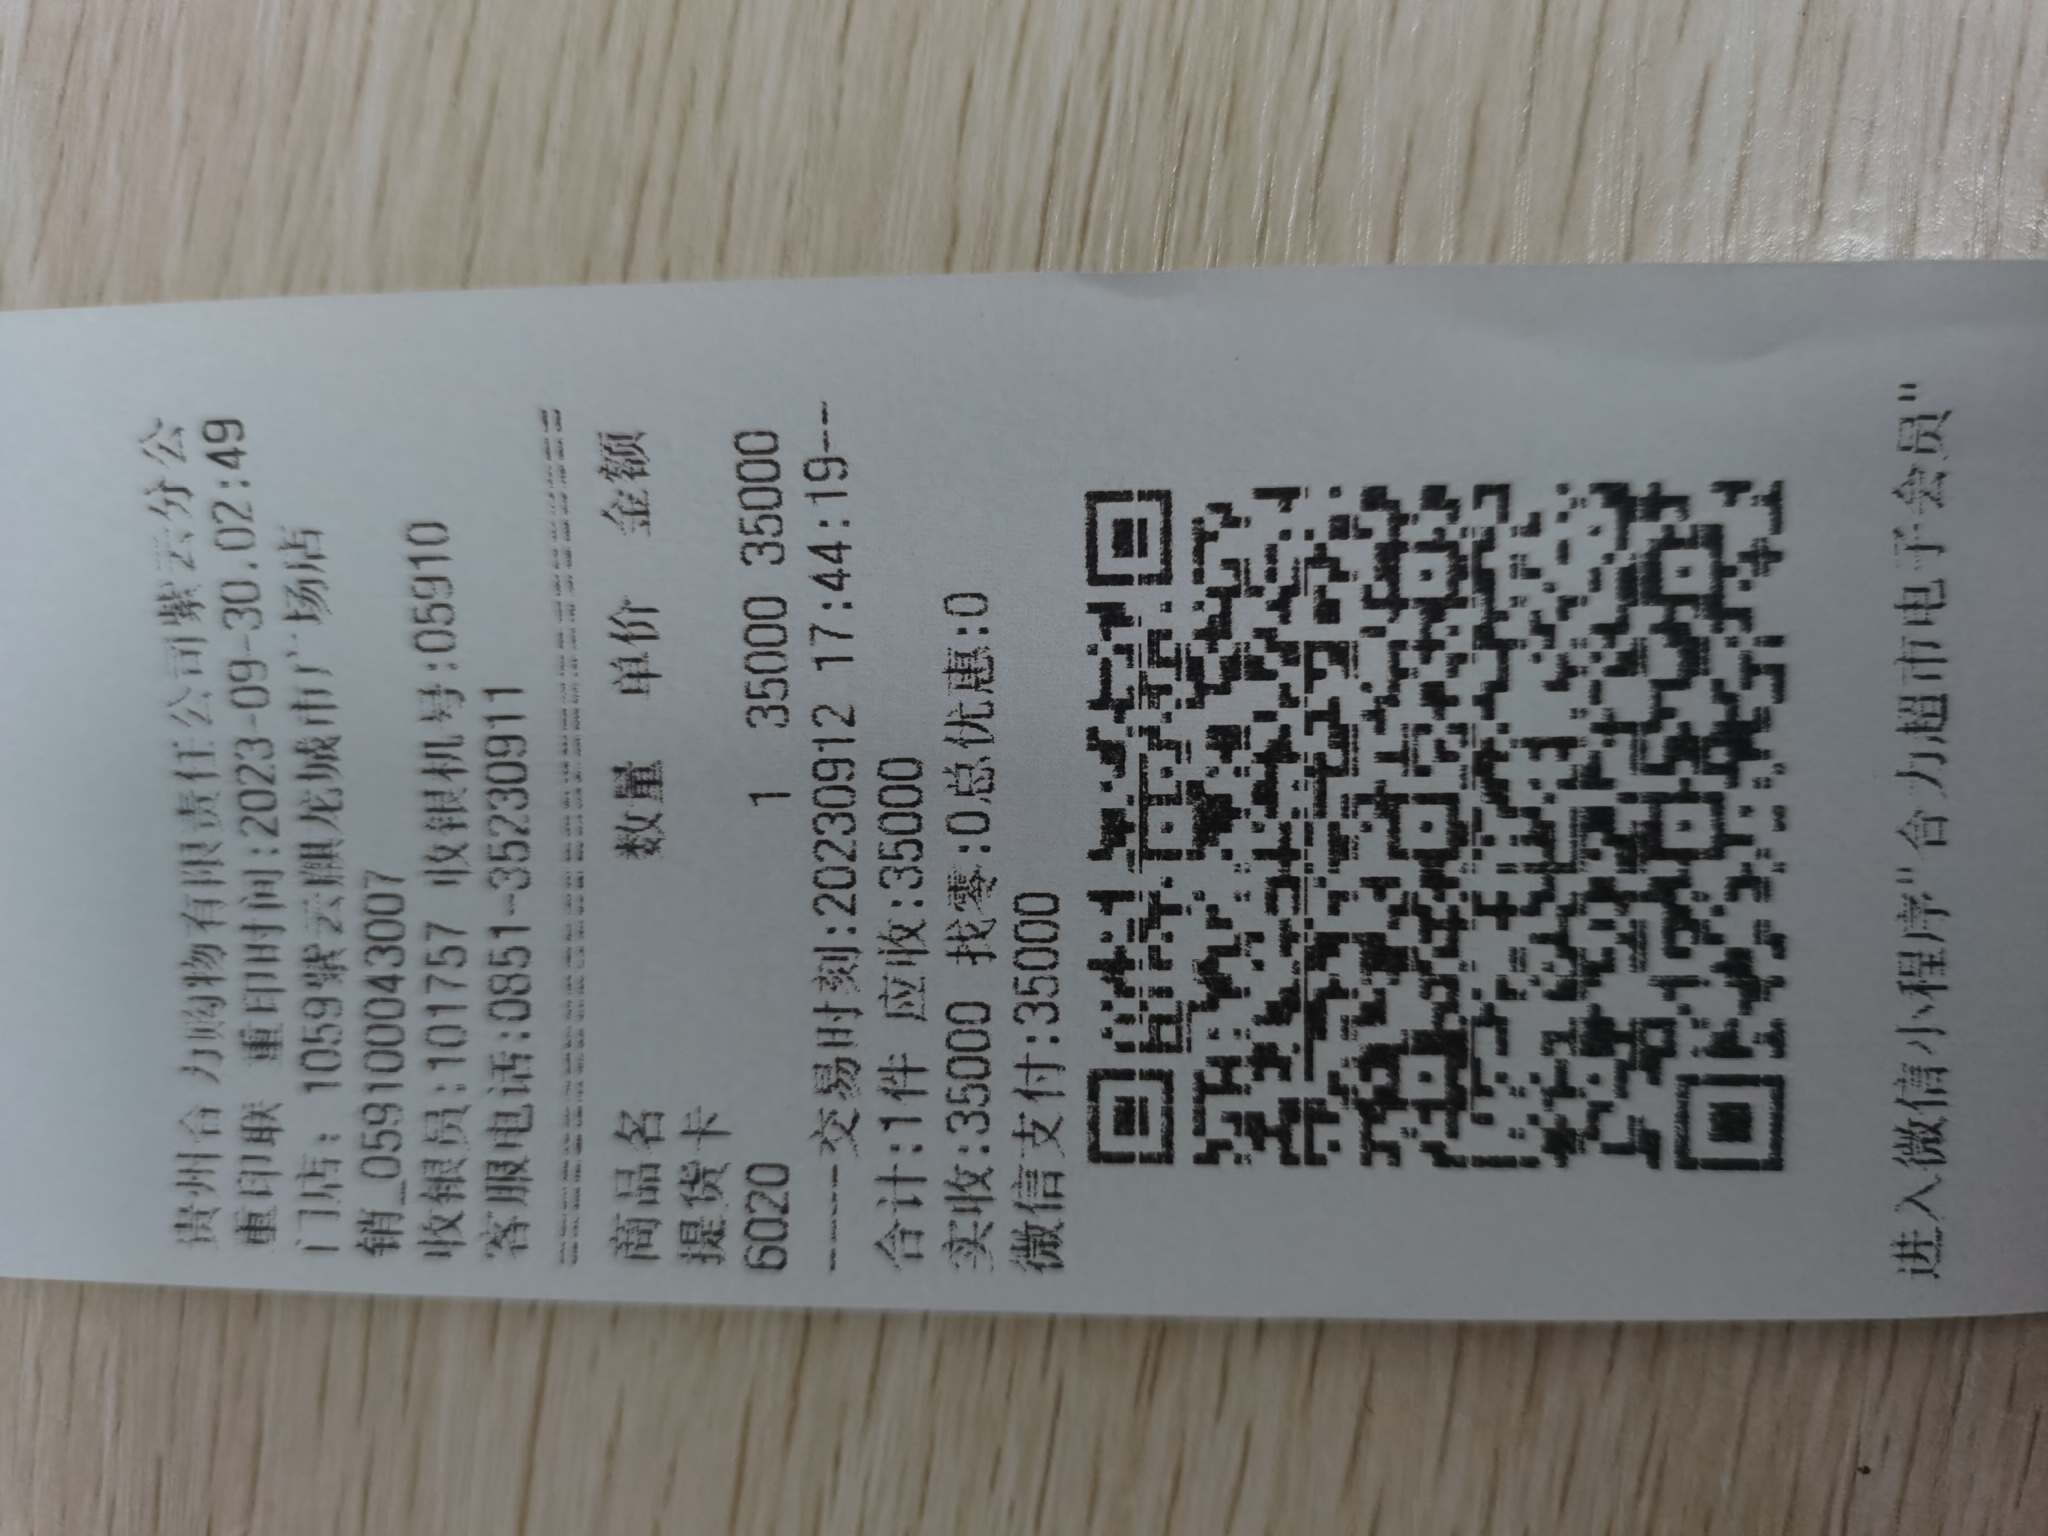 贵州合力购物有限责任公司紫云分公
重印联 重印时间:2023-09-30.02:49
门店: 1059紫云麒龙城市广场店
销_0591000043007
收银员:101757 收银机号:05910
客服电话:0851-35230911
商品名 数量 单价 金额
提货卡
6020 1 35000 35000
-----交易时刻:20230912 17:44:19---
合计:1件 应收:35000
实收:35000 找零:0总优惠:0
微信支付:35000
进入微信小程序"合力超市电子会员"